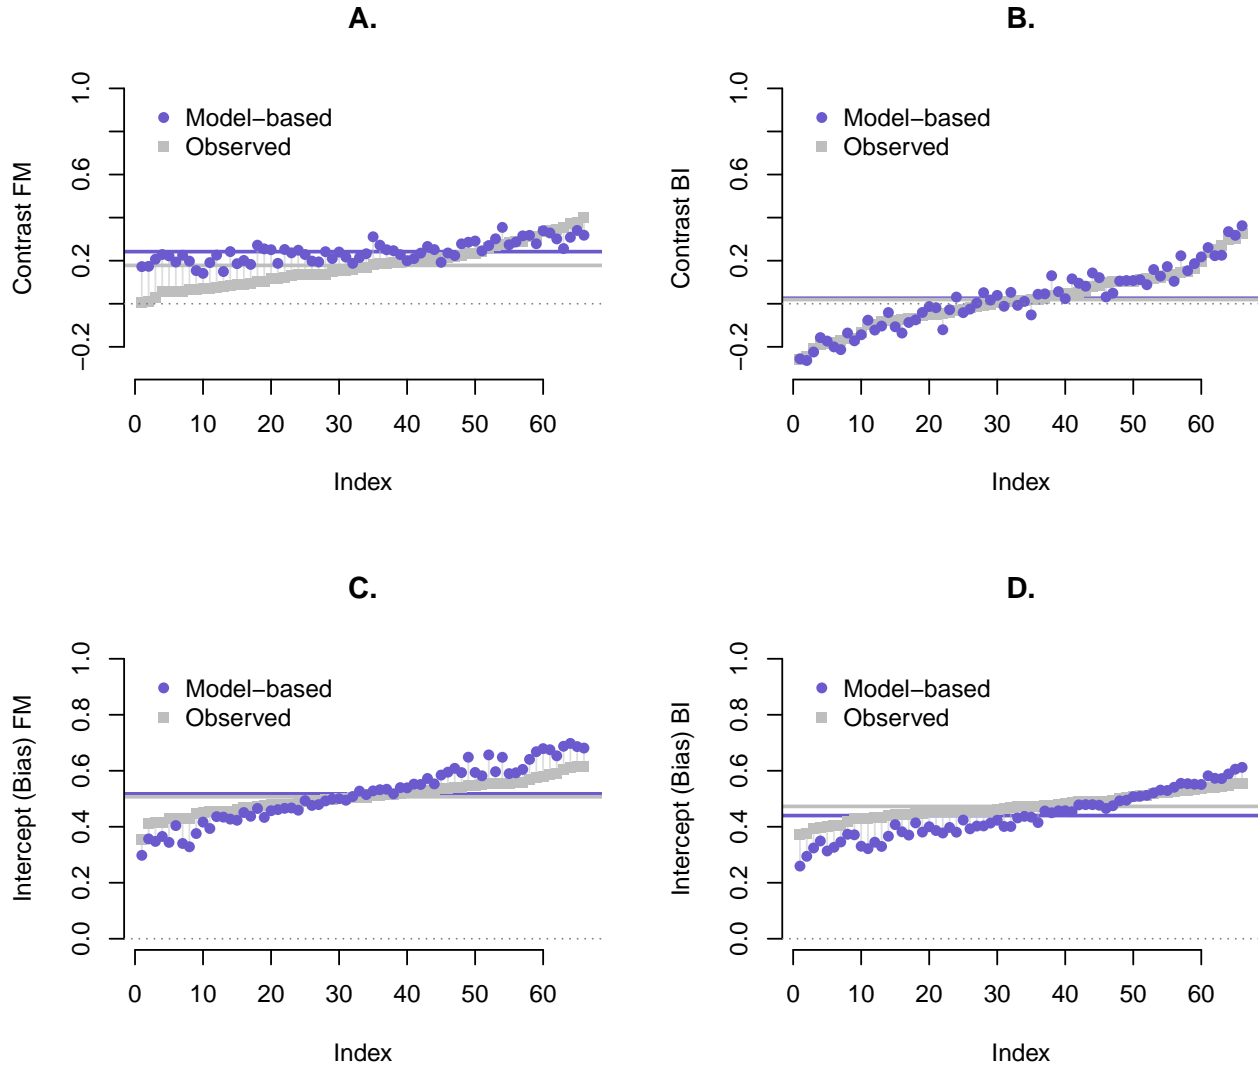 A.
Contrast FM
1.0
0.6
0.2
−0.2
Model−based
Observed
0 10 20 30 40 50 60
Index
B.
Contrast BI
1.0
0.6
0.2
−0.2
Model−based
Observed
0 10 20 30 40 50 60
Index
C.
Intercept (Bias) FM
1.0
0.8
0.6
0.4
0.2
0.0
Model−based
Observed
0 10 20 30 40 50 60
Index
D.
Intercept (Bias) BI
1.0
0.8
0.6
0.4
0.2
0.0
Model−based
Observed
0 10 20 30 40 50 60
Index